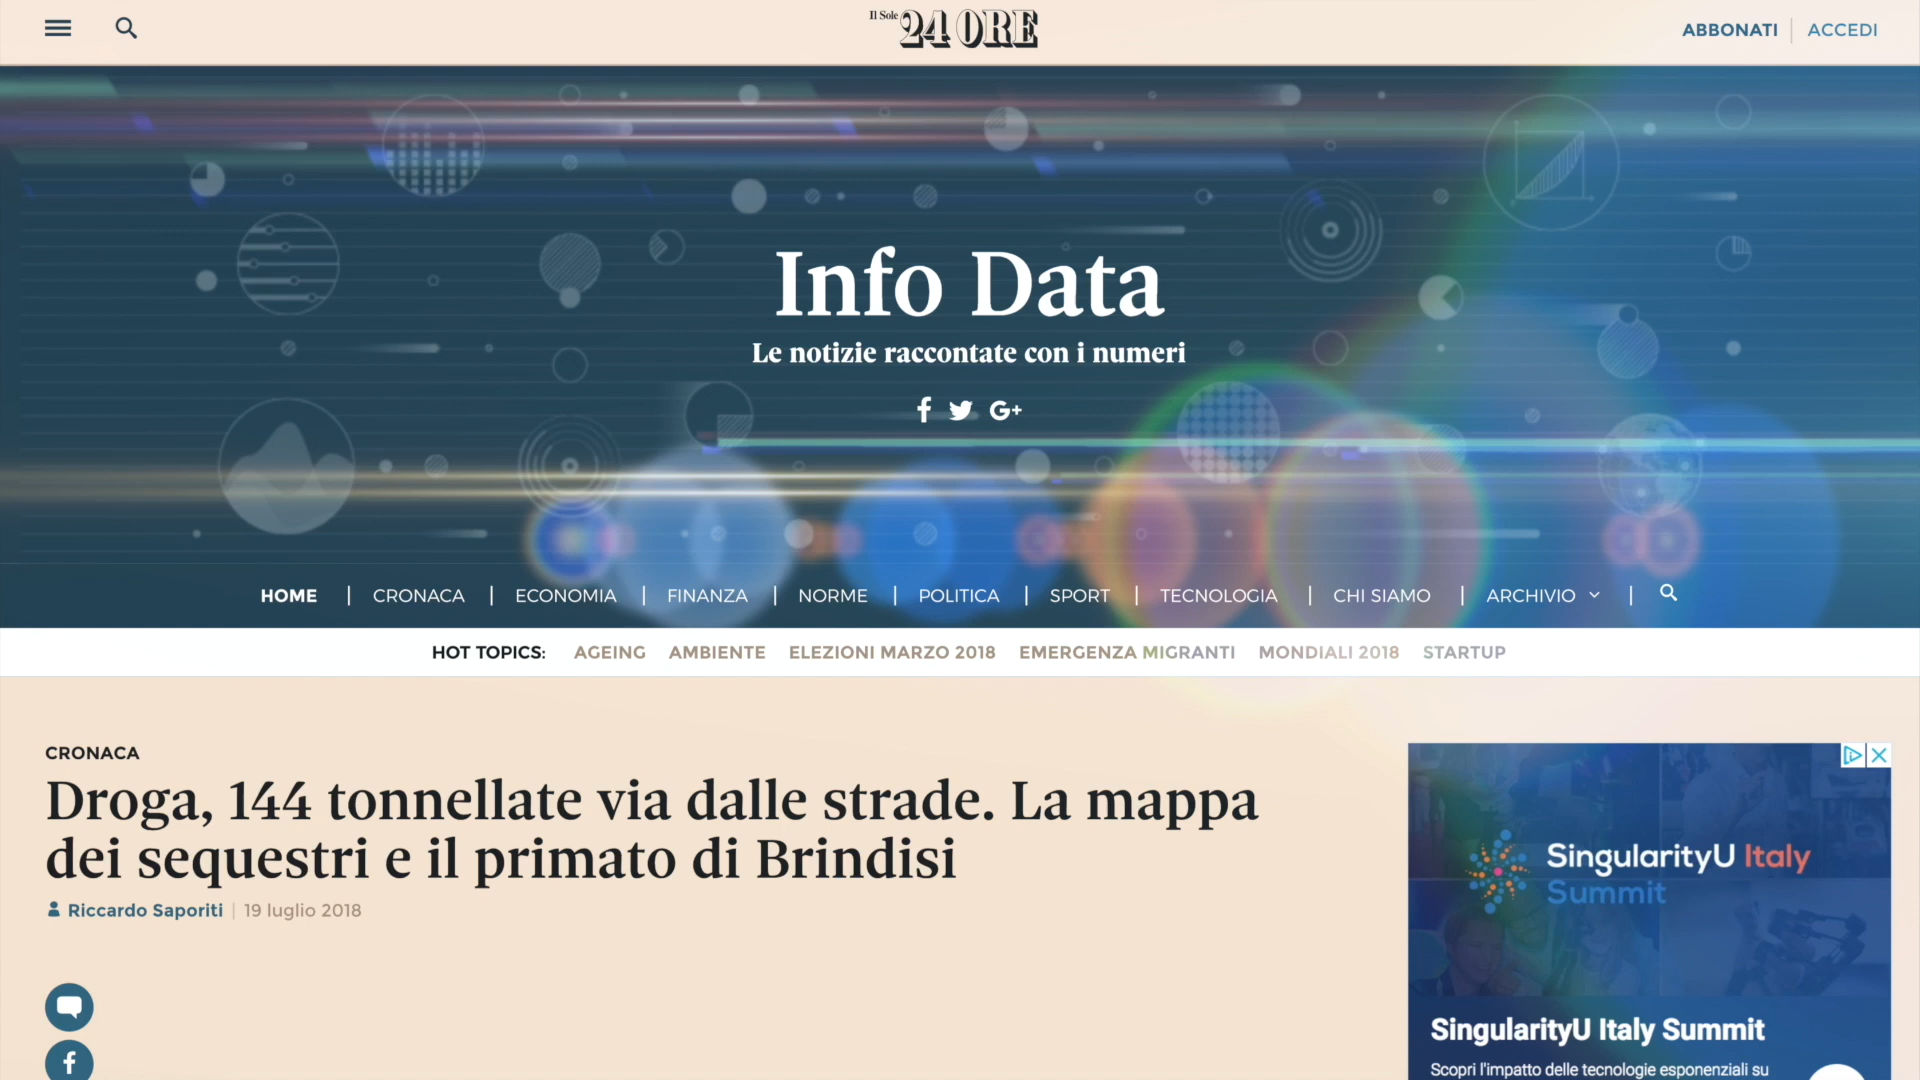 Il Sole
24 ORE
ABBONATI
ACCEDI
Info Data
Le notizie raccontate con i numeri
HOME
CRONACA
ECONOMIA
FINANZA
NORME
POLITICA
SPORT
TECNOLOGIA
CHI SIAMO
ARCHIVIO
HOT TOPICS: AGEING AMBIENTE ELEZIONI MARZO 2018 EMERGENZA MIGRANTI MONDIALI 2018 STARTUP
CRONACA
Droga, 144 tonnellate via dalle strade. La mappa
dei sequestri e il primato di Brindisi
Riccardo Saporiti | 19 luglio 2018
SingularityU Italy
Summit
SingularityU Italy Summit
Scopri l'impatto delle tecnologie esponenziali su